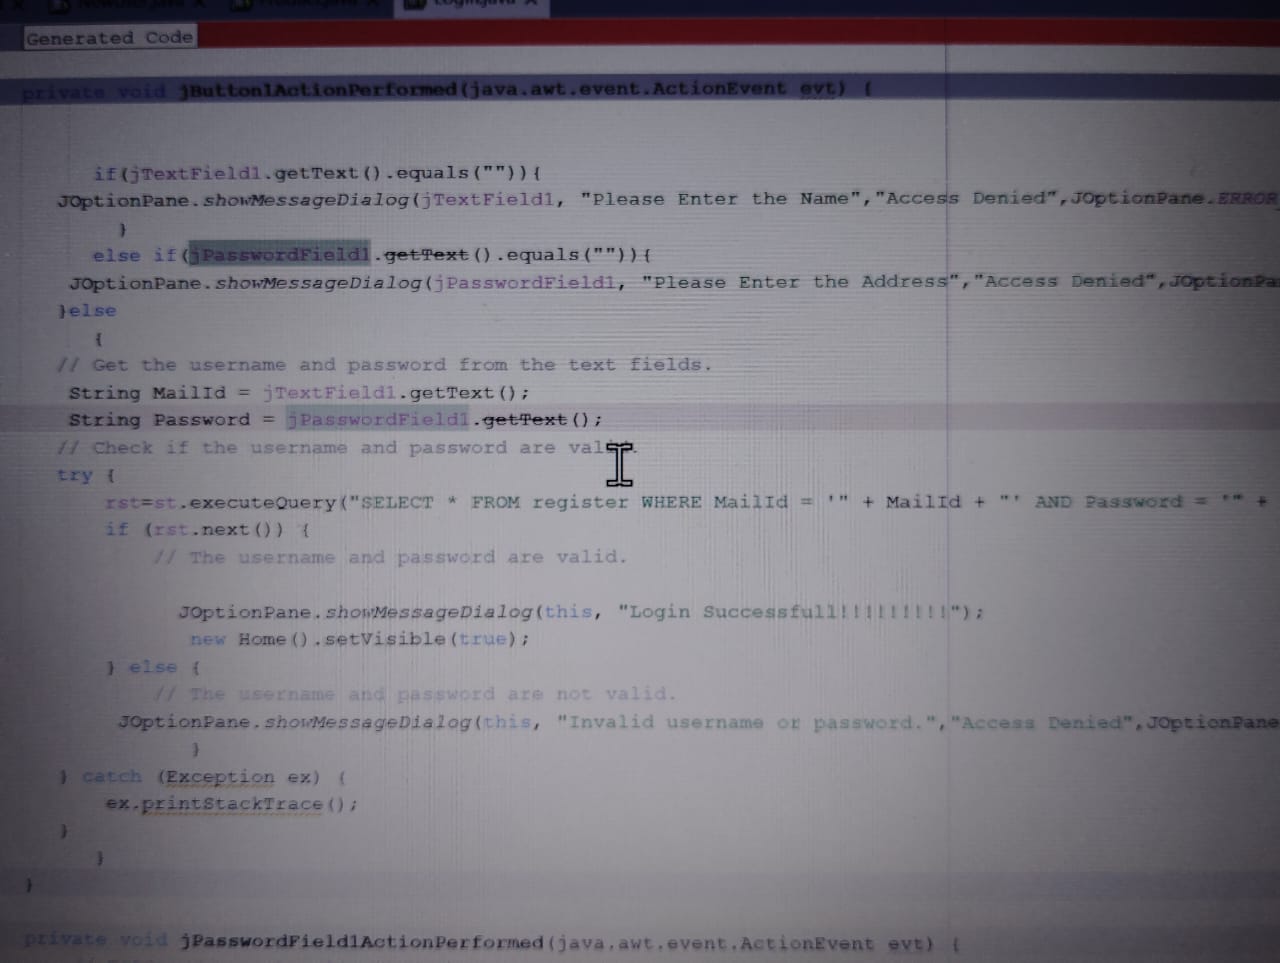 Login.java
Generated Code
private void jButton1ActionPerformed(java.awt.event.ActionEvent evt) {
if(jTextField1.getText().equals("")){
JOptionPane.showMessageDialog(jTextField1, "Please Enter the Name","Access Denied",JOptionPane.ERROR
}
else if(jPasswordField1.getText().equals("")){
JOptionPane.showMessageDialog(jPasswordField1, "Please Enter the Address","Access Denied",JOptionPa
}else
{
// Get the username and password from the text fields.
String MailId = jTextField1.getText();
String Password = jPasswordField1.getText();
// Check if the username and password are valid.
try {
rst=st.executeQuery("SELECT * FROM register WHERE MailId = '" + MailId + "' AND Password = '" +
if (rst.next()) {
// The username and password are valid.
JOptionPane.showMessageDialog(this, "Login Successfull!!!!!!!!!!");
new Home().setVisible(true);
} else {
// The username and password are not valid.
JOptionPane.showMessageDialog(this, "Invalid username or password.","Access Denied",JOptionPane
}
} catch (Exception ex) {
ex.printStackTrace();
}
}
}
private void jPasswordField1ActionPerformed(java.awt.event.ActionEvent evt) {